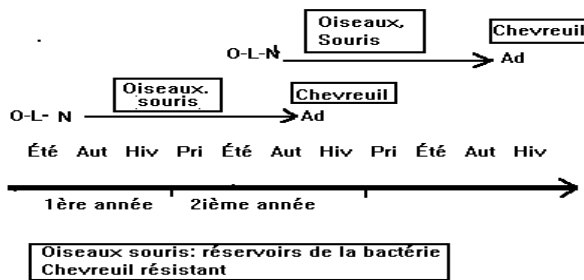 Oiseaux,
Souris
Chevreuil
O-L-N
Ad
Oiseaux.
souris
Chevreuil
O-L- N
Ad
Été Aut Hiv Pri Été Aut Hiv Pri Été Aut Hiv
1ère année 2ième année
Oiseaux souris: réservoirs de la bactérie
Chevreuil résistant